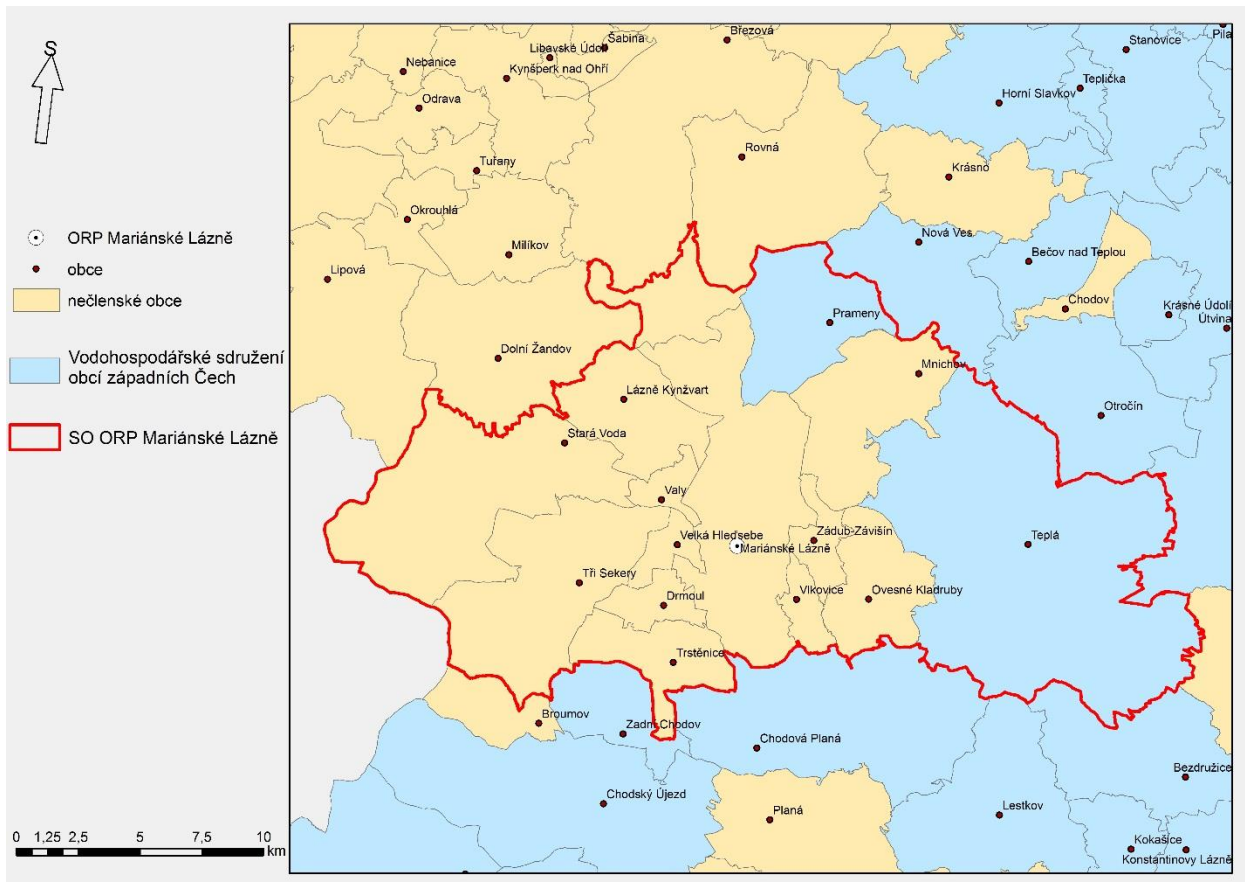 S
ORP Mariánské Lázně
obce
nečlenské obce
Vodohospodářské sdružení
obcí západních Čech
SO ORP Mariánské Lázně
0 1,25 2,5 5 7,5 10
km
Šabina
Březová
Stanovice
Pila
Libavské Údolí
Nebanice
Kynšperk nad Ohří
Teplička
Odrava
Horní Slavkov
Rovná
Tuřany
Krásno
Okrouhlá
Milíkov
Nová Ves
Bečov nad Teplou
Lipová
Chodov
Krásné Údolí
Útvina
Prameny
Dolní Žandov
Mnichov
Lázně Kynžvart
Otročín
Stará Voda
Valy
Velká Hleďsebe
Mariánské Lázně
Zádub-Závišín
Teplá
Tři Sekery
Drmoul
Vlkovice
Ovesné Kladruby
Trstěnice
Broumov
Zadní Chodov
Chodová Planá
Bezdružice
Chodský Újezd
Planá
Lestkov
Kokašice
Konstantinovy Lázně